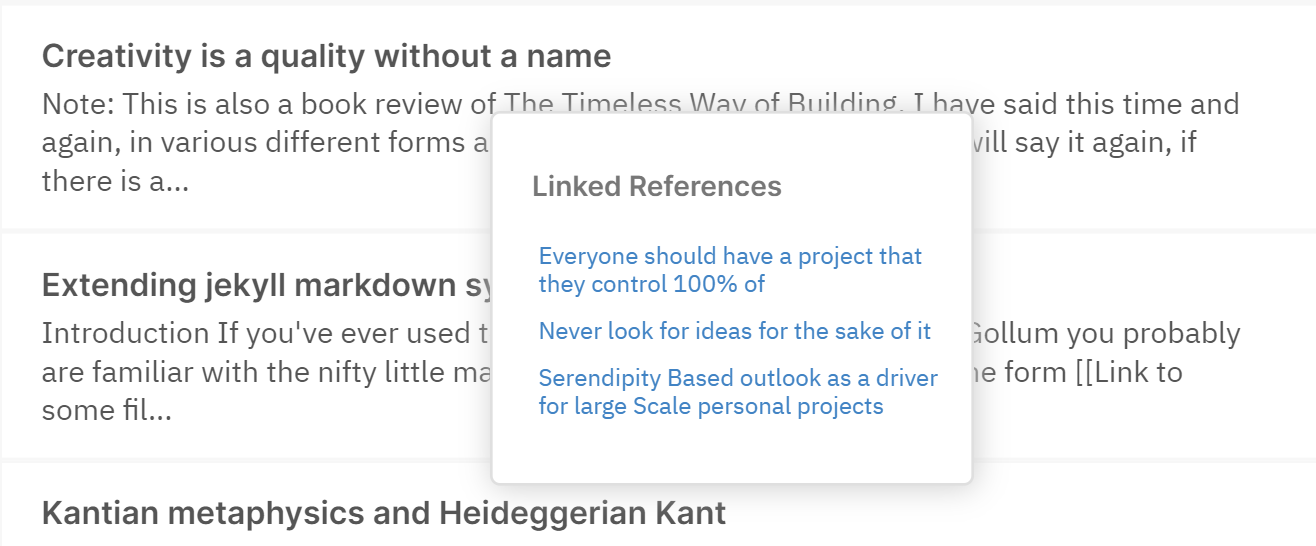 Creativity is a quality without a name
Note: This is also a book review of The Timeless Way of Building. I have said this time and
again, in various different forms will say it again, if
there is a...
Linked References
Everyone should have a project that
they control 100% of
Never look for ideas for the sake of it
Serendipity Based outlook as a driver
for large Scale personal projects
Extending jekyll markdown
Introduction If you've ever used Gollum you probably
are familiar with the nifty little form [[Link to
some fil...
Kantian metaphysics and Heideggerian Kant